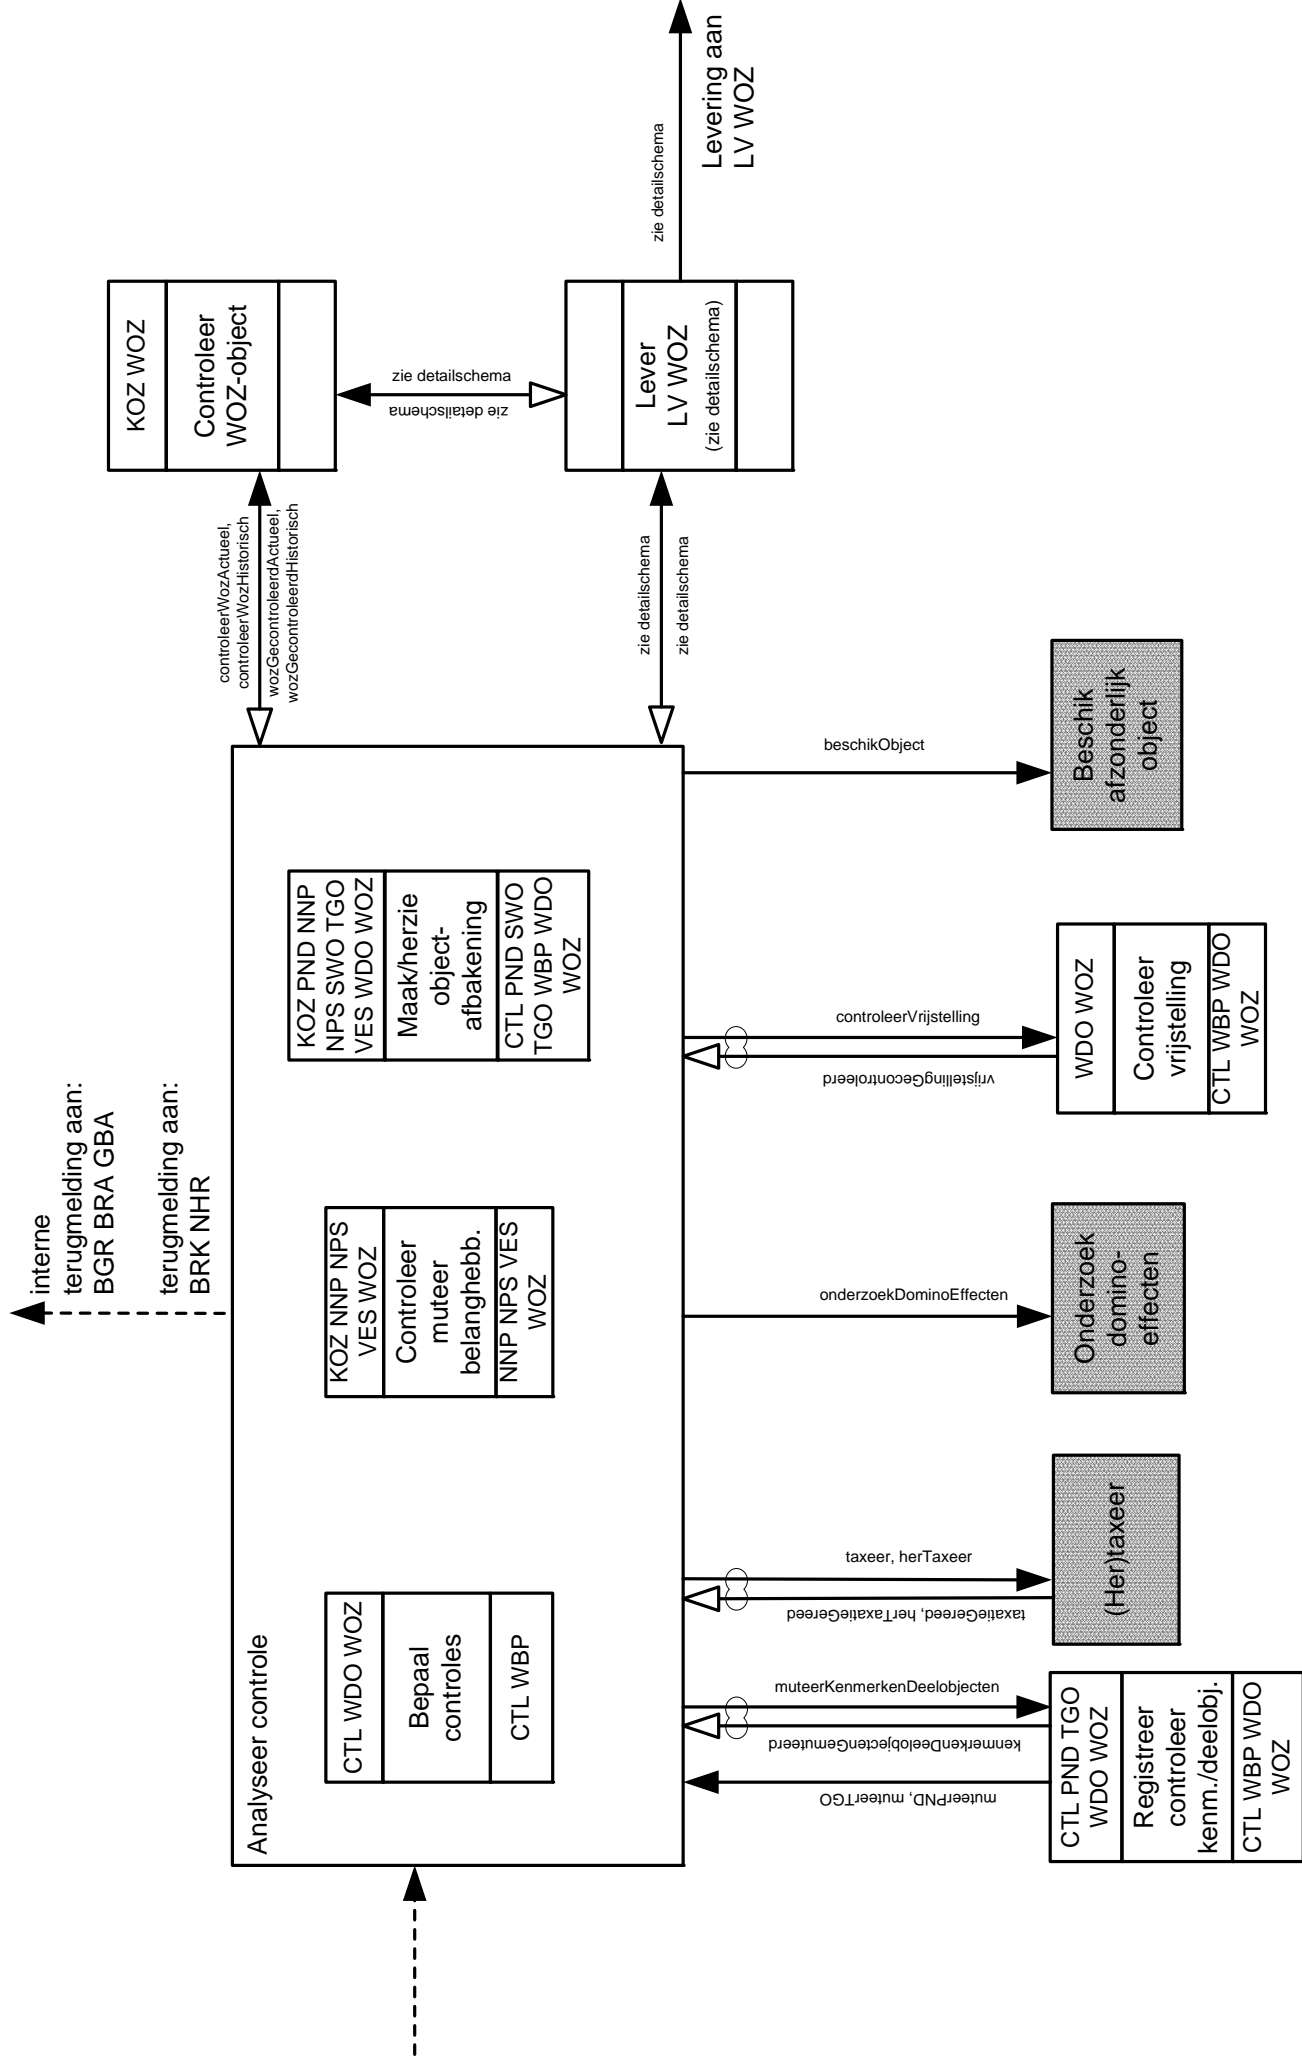 interne
terugmelding aan:
BGR BRA GBA
terugmelding aan:
BRK NHR
Analyseer controle
CTL WDO WOZ
Bepaal
controles
CTL WBP
KOZ NNP NPS
VES WOZ
Controleer
muteer
belanghebb.
NNP NPS VES
WOZ
KOZ PND NNP
NPS SWO TGO
VES WDO WOZ
Maak/herzie
object-
afbakening
CTL PND SWO
TGO WBP WDO
WOZ
controleerWozActueel,
controleerWozHistorisch
wozGecontroleerdActueel,
wozGecontroleerdHistorisch
KOZ WOZ
Controleer
WOZ-object
zie detailschema
zie detailschema
zie detailschema
zie detailschema
Lever
LV WOZ
(zie detailschema)
zie detailschema
Levering aan
LV WOZ
muteerPND, muteerTGO
kenmerkenDeelobjectenGemuteerd
muteerKenmerkenDeelobjecten
CTL PND TGO
WDO WOZ
Registreer
controleer
kenm./deelobj.
CTL WBP WDO
WOZ
taxatieGereed, herTaxatieGereed
taxeer, herTaxeer
(Her)taxeer
onderzoekDominoEffecten
Onderzoek
domino-
effecten
vrijstellingGecontroleerd
controleerVrijstelling
WDO WOZ
Controleer
vrijstelling
CTL WBP WDO
WOZ
beschikObject
Beschik
afzonderlijk
object